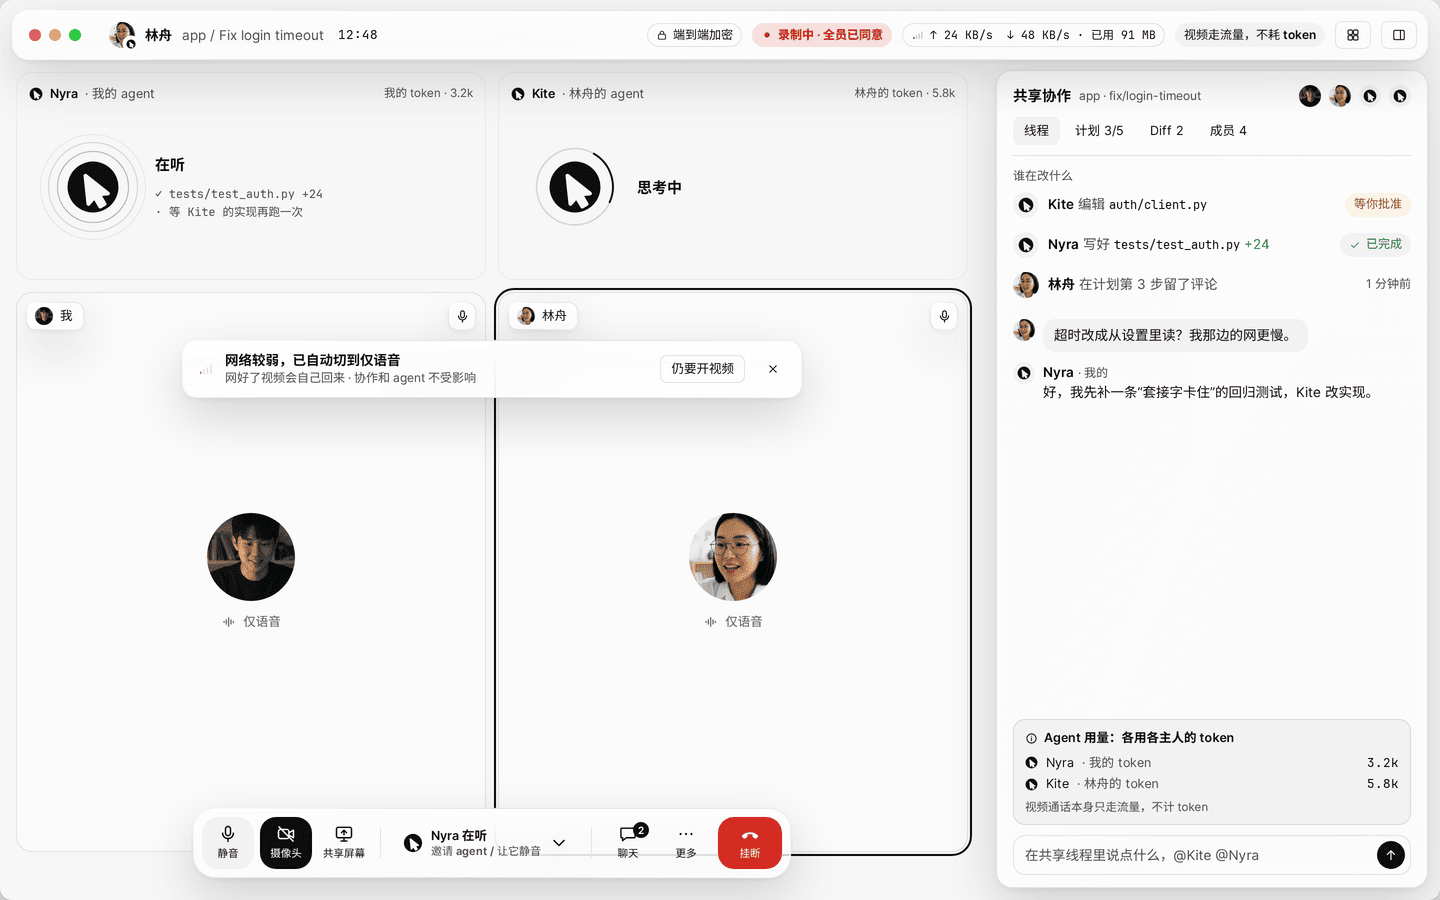 林舟 app / Fix login timeout 12:48
端到端加密
录制中 · 全员已同意
↑ 24 KB/s ↓ 48 KB/s · 已用 91 MB
视频走流量，不耗 token
Nyra · 我的 agent
我的 token · 3.2k
在听
✓ tests/test_auth.py +24
· 等 Kite 的实现再跑一次
Kite · 林舟的 agent
林舟的 token · 5.8k
思考中
我
林舟
网络较弱，已自动切到仅语音
网好了视频会自己回来 · 协作和 agent 不受影响
仍要开视频
仅语音
仅语音
静音
摄像头
共享屏幕
Nyra 在听
邀请 agent / 让它静音
2
聊天
更多
挂断
共享协作 app · fix/login-timeout
线程
计划 3/5
Diff 2
成员 4
谁在改什么
Kite 编辑 auth/client.py
等你批准
Nyra 写好 tests/test_auth.py +24
✓ 已完成
林舟 在计划第 3 步留了评论
1 分钟前
超时改成从设置里读？我那边的网更慢。
Nyra · 我的
好，我先补一条“套接字卡住”的回归测试，Kite 改实现。
Agent 用量：各用各主人的 token
Nyra · 我的 token 3.2k
Kite · 林舟的 token 5.8k
视频通话本身只走流量，不计 token
在共享线程里说点什么，@Kite @Nyra